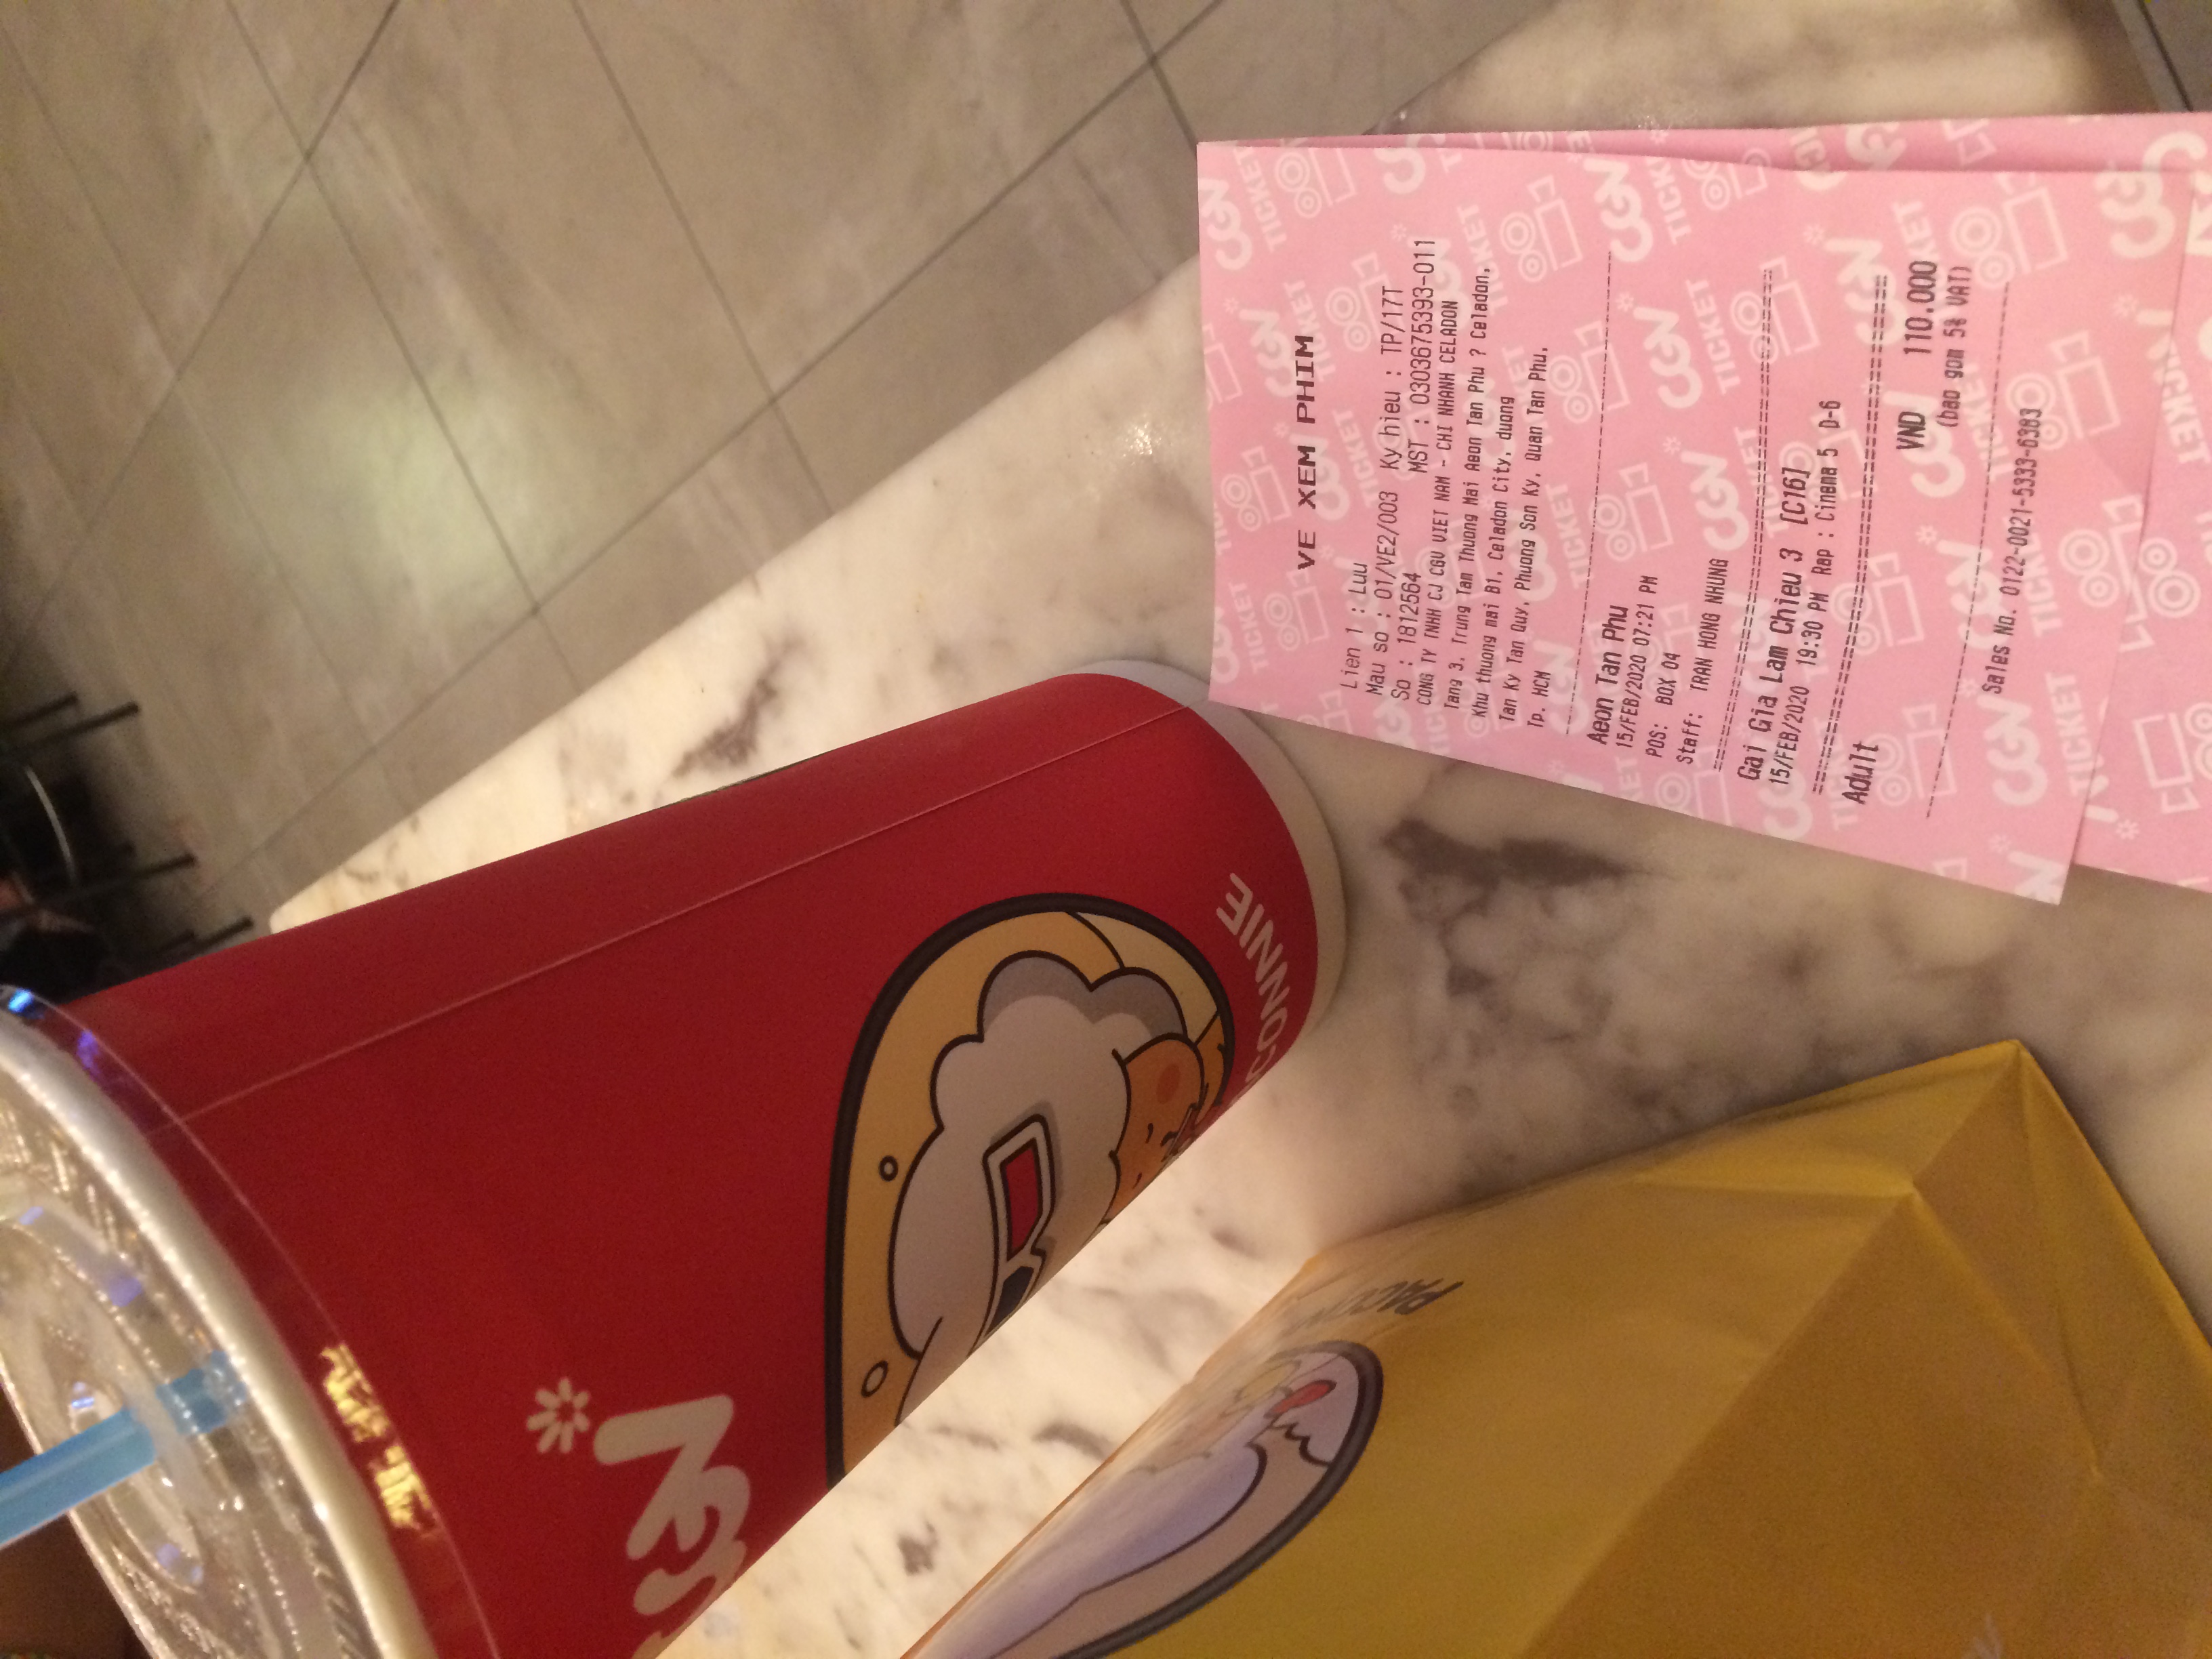 CGV
CONNIE
VE XEM PHIM
Lien 1 : Luu
Mau so : 01/VE2/003 Ky hieu : TP/17T
So : 1812564 MST : 0303675393-011
CONG TY TNHH CJ CGV VIET NAM - CHI NHANH CELADON
Tang 3, Trung Tam Thuong Mai Aeon Tan Phu ? Celadon,
Khu thuong mai B1, Celadon City, duong
Tan Ky Tan Quy, Phuong Son Ky, Quan Tan Phu,
Tp. HCM
Aeon Tan Phu
15/FEB/2020 07:21 PM
POS: BOX 04
Staff: TRAN HONG NHUNG
Gai Gia Lam Chieu 3 [C16]
15/FEB/2020 19:30 PM Rap : Cinema 5 D-6
Adult
VND 110.000
(bao gom 5% VAT)
Sales No. 0122-0021-5333-6383
CGV TICKET